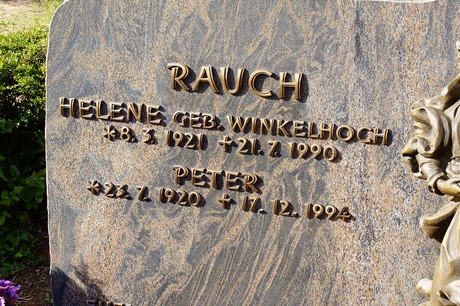 RAUCH
HELENE GEB. WINKELHOCH
* 8. 3. 1921 † 21. 7. 1990
PETER
* 23. 7. 1920 † 17. 12. 1994